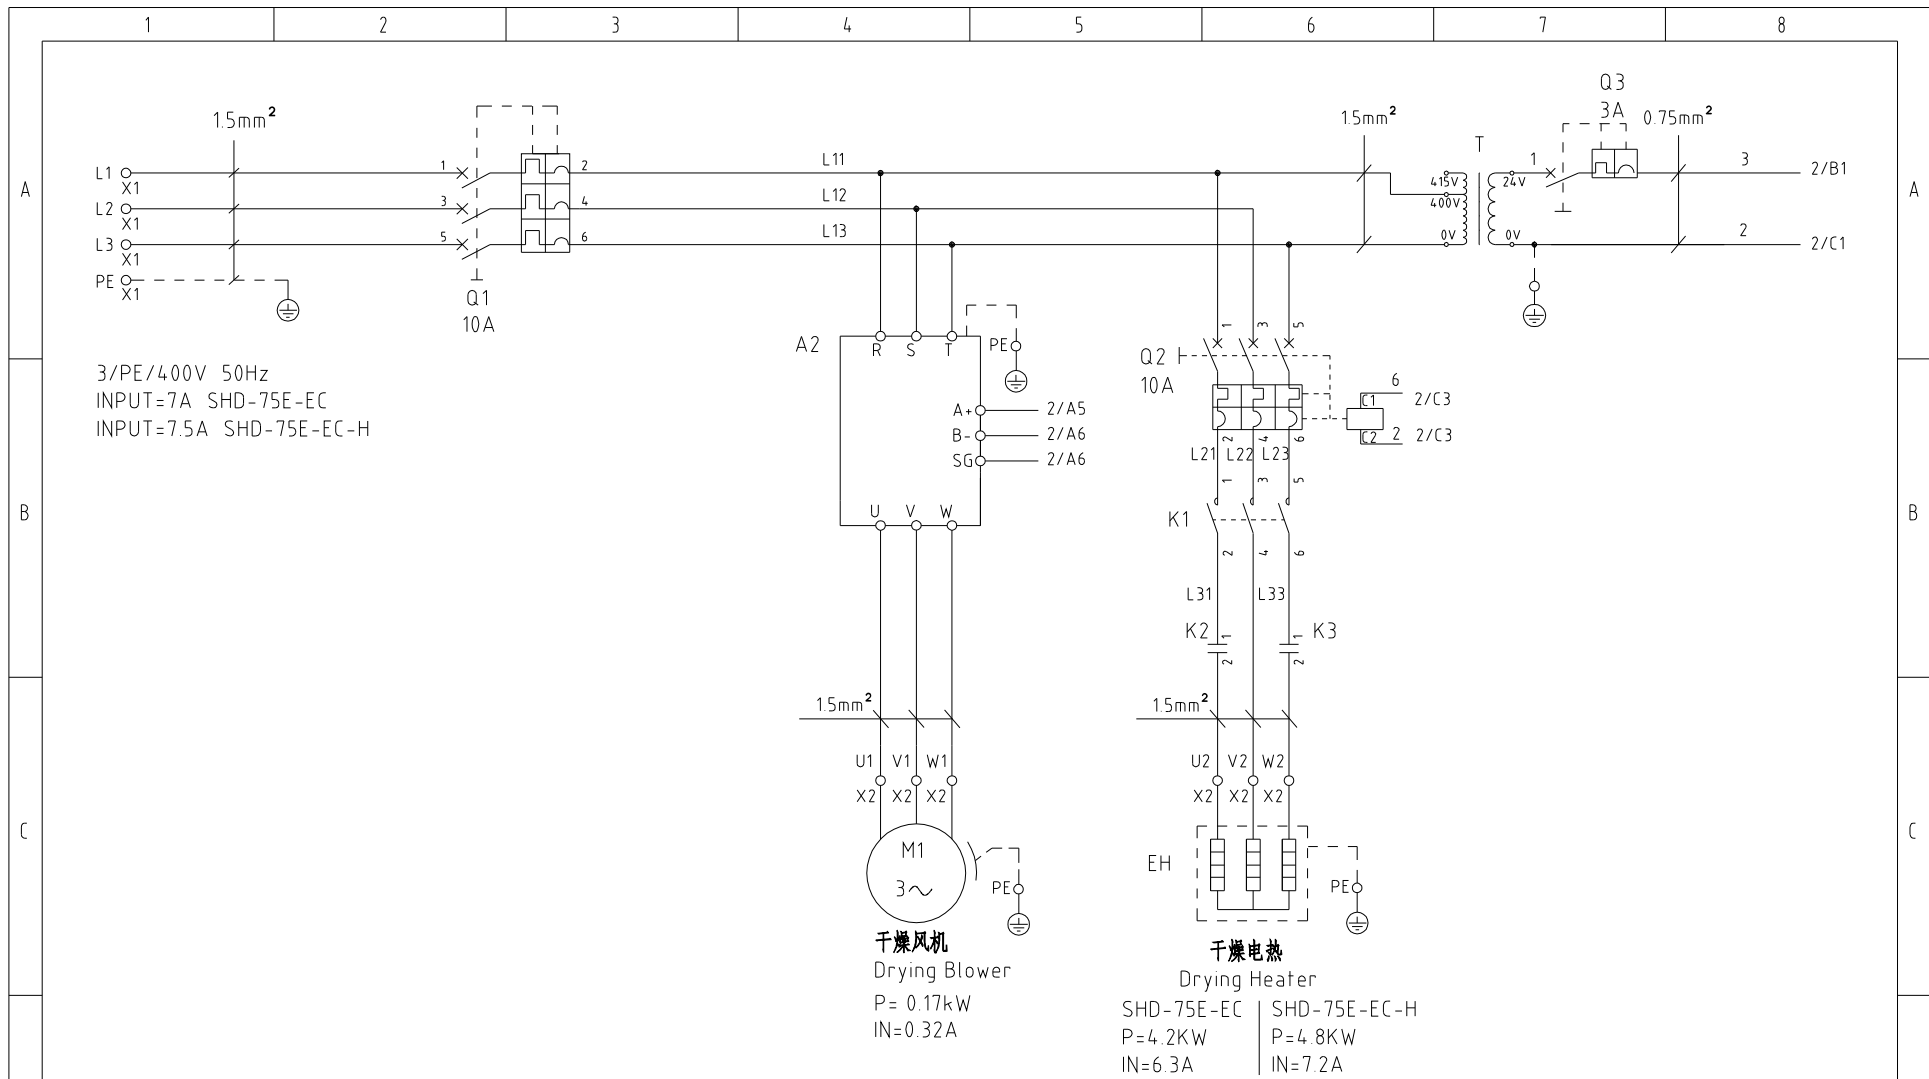 1 2 3 4 5 6 7 8
A A
B B
C C
1.5mm²
L1
X1
L2
X1
L3
X1
PE
X1
1 2
3 4
5 6
Q1
10A
3/PE/400V 50Hz
INPUT=7A SHD-75E-EC
INPUT=7.5A SHD-75E-EC-H
L11
L12
L13
1.5mm²
T
415V
400V
0V
24V
0V
Q3
3A
1
0.75mm²
3
2/B1
2
2/C1
A2
R S T
PE
A+ 2/A5
B- 2/A6
SG 2/A6
U V W
1.5mm²
U1 V1 W1
X2 X2 X2
M1
3～
PE
干燥风机
Drying Blower
P= 0.17kW
IN=0.32A
1 3 5
Q2
10A
2 4 6
6
C1 2/C3
C2 2 2/C3
L21 L22 L23
1 3 5
K1
2 4 6
L31 L33
K2 1 2
K3 1 2
1.5mm²
U2 V2 W2
X2 X2 X2
EH
PE
干燥电热
Drying Heater
SHD-75E-EC SHD-75E-EC-H
P=4.2KW P=4.8KW
IN=6.3A IN=7.2A